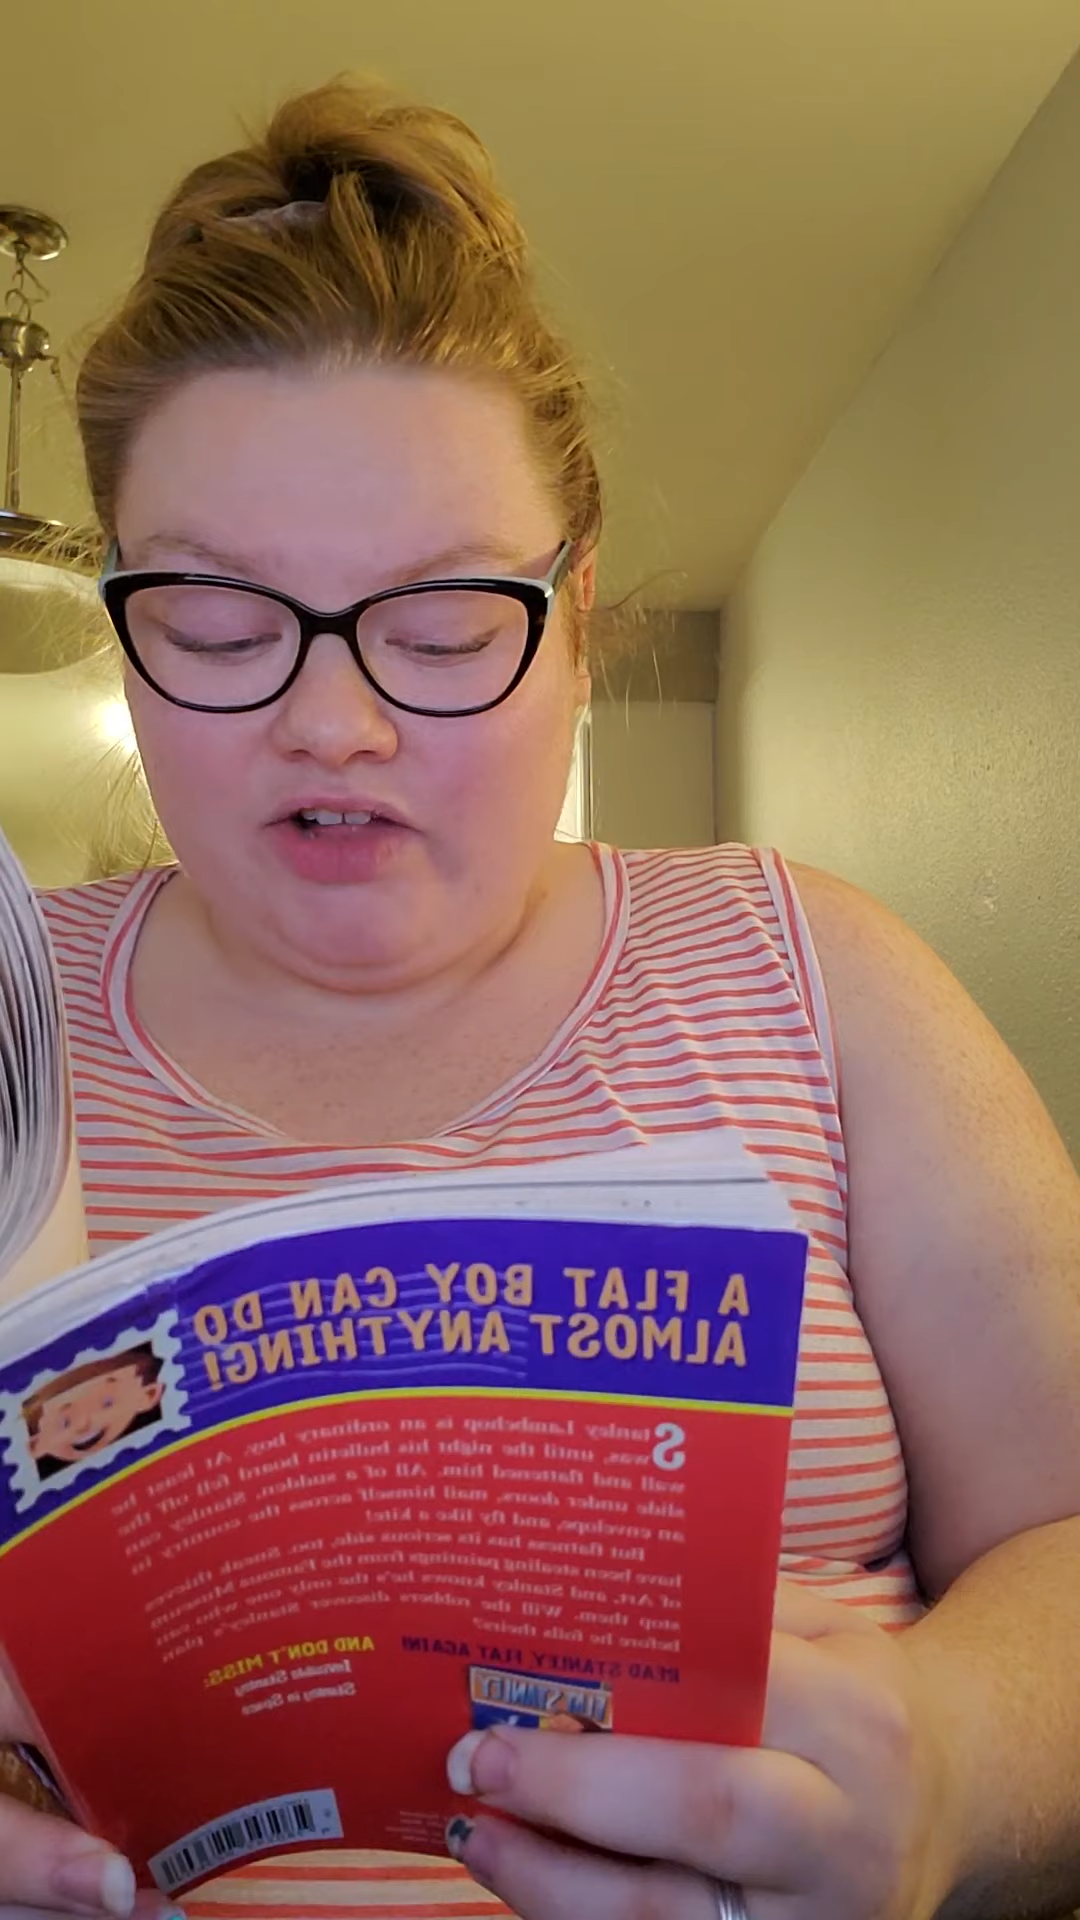 A FLAT BOY CAN DO
ALMOST ANYTHING!
Stanley Lambchop is an ordinary boy. At least he
was, until the night his bulletin board fell off the
wall and flattened him. All of a sudden, Stanley can
slide under doors, mail himself across the country in
an envelope, and fly like a kite!
But flatness has its serious side, too. Sneak thieves
have been stealing paintings from the Famous Museum
of Art, and Stanley knows he's the only one who can
stop them. Will the robbers discover Stanley's plan
before he foils theirs?
READ STANLEY, FLAT AGAIN!
AND DON'T MISS:
Invisible Stanley
Stanley in Space
STANLEY